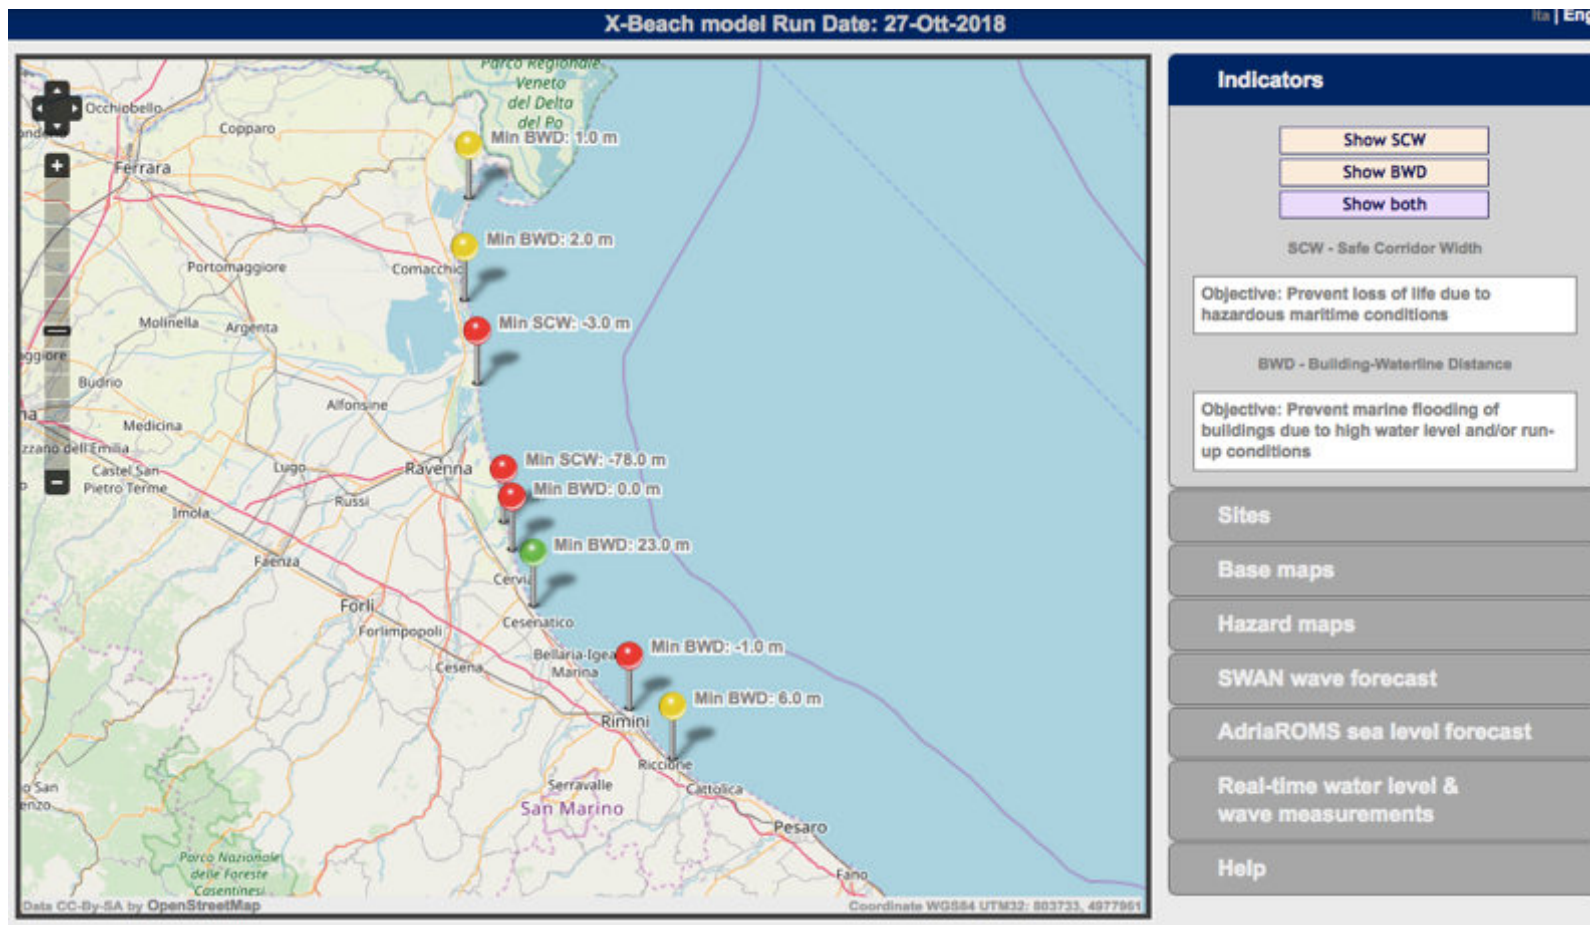 X-Beach model Run Date: 27-Ott-2018
Ita | Eng
Parco Regionale
Veneto
del Delta
del Po
Occhiobello
Copparo
Min BWD: 1.0 m
Ferrara
Min BWD: 2.0 m
Portomaggiore
Comacchio
Molinella
Argenta
Min SCW: -3.0 m
Budrio
Alfonsine
Medicina
Castel San
Pietro Terme
Lugo
Ravenna
Min SCW: -78.0 m
Russi
Min BWD: 0.0 m
Imola
Faenza
Min BWD: 23.0 m
Cervia
Forlì
Cesenatico
Forlimpopoli
Min BWD: -1.0 m
Bellaria-Igea
Marina
Cesena
Min BWD: 6.0 m
Rimini
Riccione
Serravalle
Cattolica
San Marino
Pesaro
Parco Nazionale
delle Foreste
Casentinesi
Fano
Data CC-By-SA by OpenStreetMap
Coordinate WGS84 UTM32: 803733, 4977961
Indicators
Show SCW
Show BWD
Show both
SCW - Safe Corridor Width
Objective: Prevent loss of life due to
hazardous maritime conditions
BWD - Building-Waterline Distance
Objective: Prevent marine flooding of
buildings due to high water level and/or run-
up conditions
Sites
Base maps
Hazard maps
SWAN wave forecast
AdriaROMS sea level forecast
Real-time water level &
wave measurements
Help